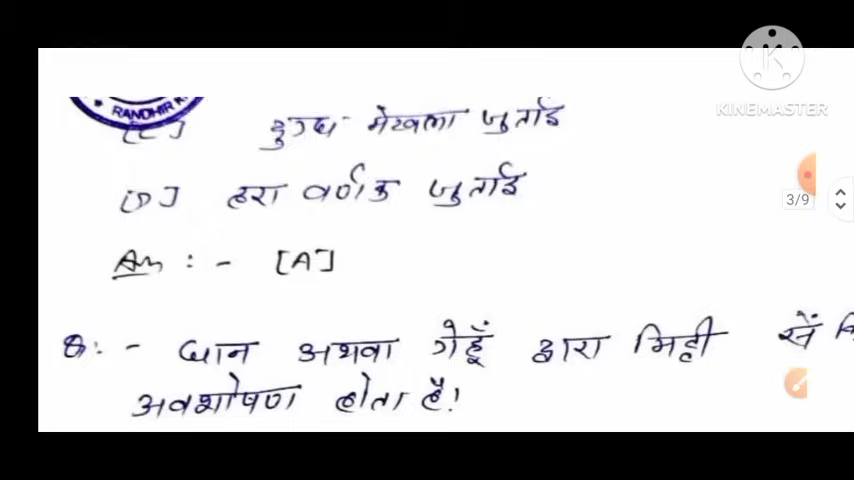 RANDHIR K
KINEMASTER
[C] दुग्ध मेखला जुताई
[D] हरा वर्णक जुताई
3/9
Ans : - [A]
Q: - धान अथवा गेहूँ द्वारा मिट्टी सें
अवशोषण होता है!